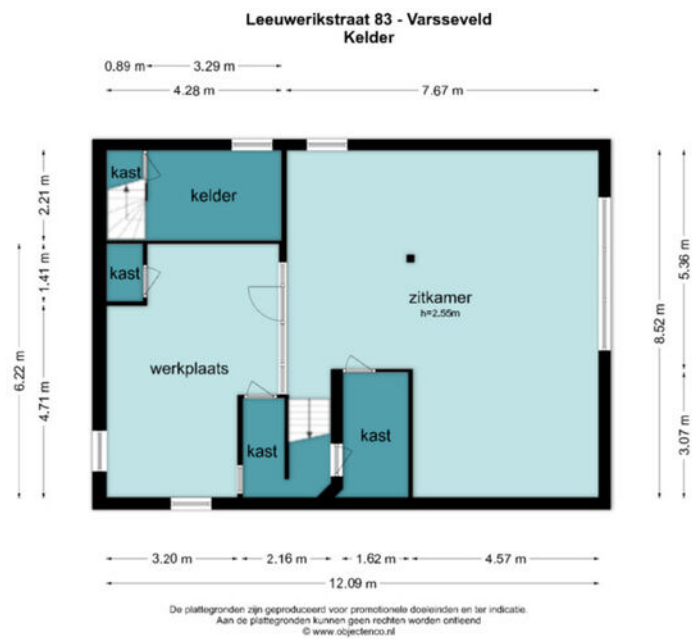 Leeuwerikstraat 83 - Varsseveld
Kelder
0.89 m 3.29 m
4.28 m 7.67 m
kast
kelder
2.21 m
kast
1.41 m
5.36 m
zitkamer
h=2.55m
8.52 m
6.22 m
werkplaats
4.71 m
kast
kast
3.07 m
3.20 m 2.16 m 1.62 m 4.57 m
12.09 m
De plattegronden zijn geproduceerd voor promotionele doeleinden en ter indicatie.
Aan de plattegronden kunnen geen rechten worden ontleend
© www.objectenco.nl